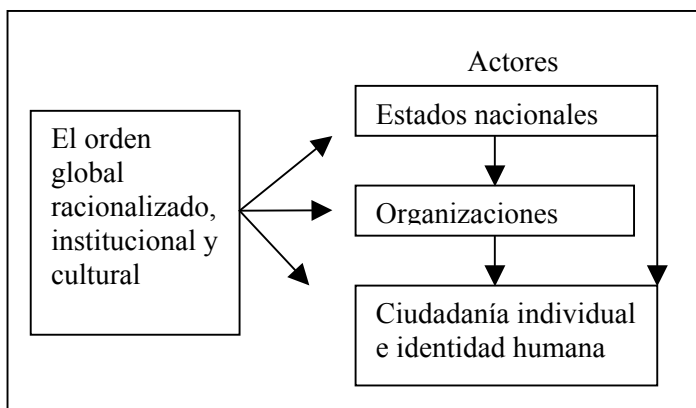 Actores
El orden
global
racionalizado,
institucional y
cultural
Estados nacionales
Organizaciones
Ciudadanía individual
e identidad humana